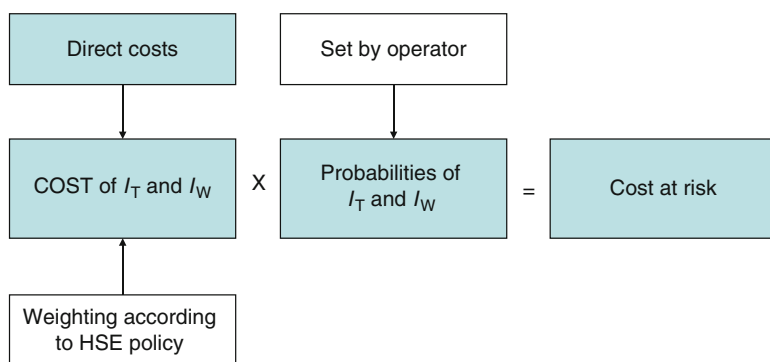 Direct costs
Set by operator
COST of I_T and I_W
X
Probabilities of
I_T and I_W
=
Cost at risk
Weighting according
to HSE policy